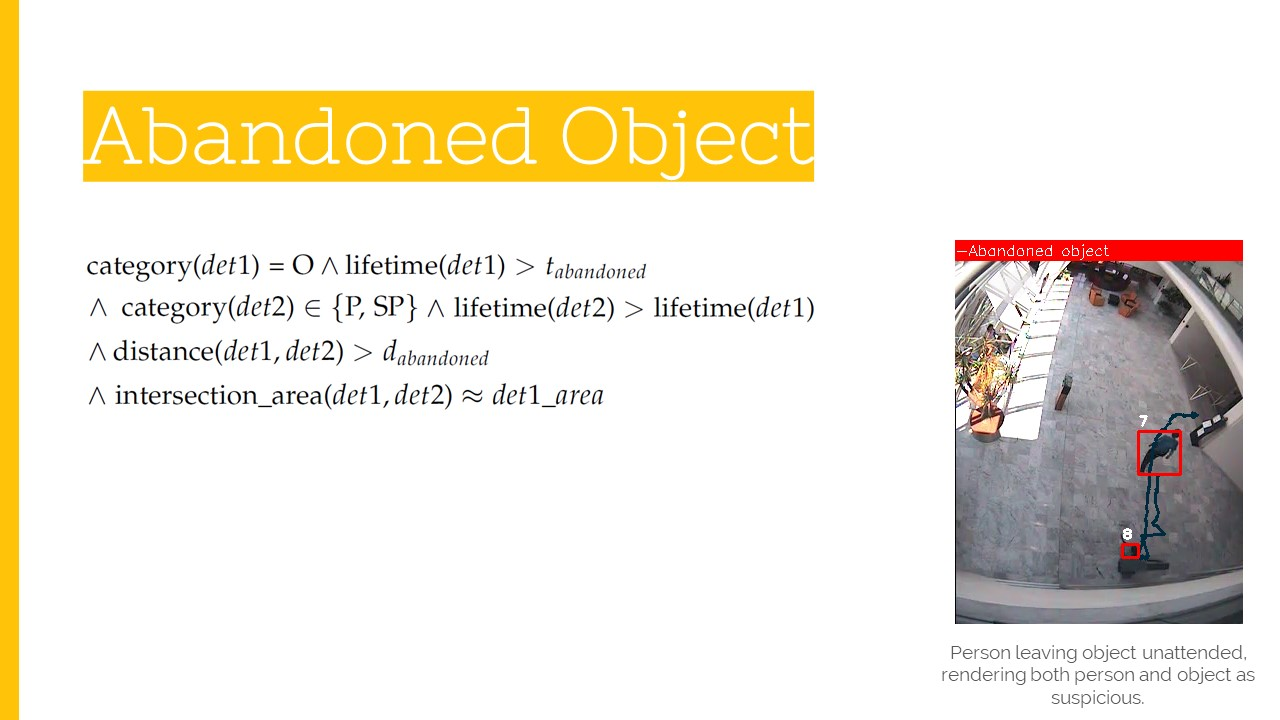 Abandoned Object
category(det1) = O ∧ lifetime(det1) > t_abandoned
∧ category(det2) ∈ {P, SP} ∧ lifetime(det2) > lifetime(det1)
∧ distance(det1, det2) > d_abandoned
∧ intersection_area(det1, det2) ≈ det1_area
—Abandoned object
7
8
Person leaving object unattended,
rendering both person and object as
suspicious.